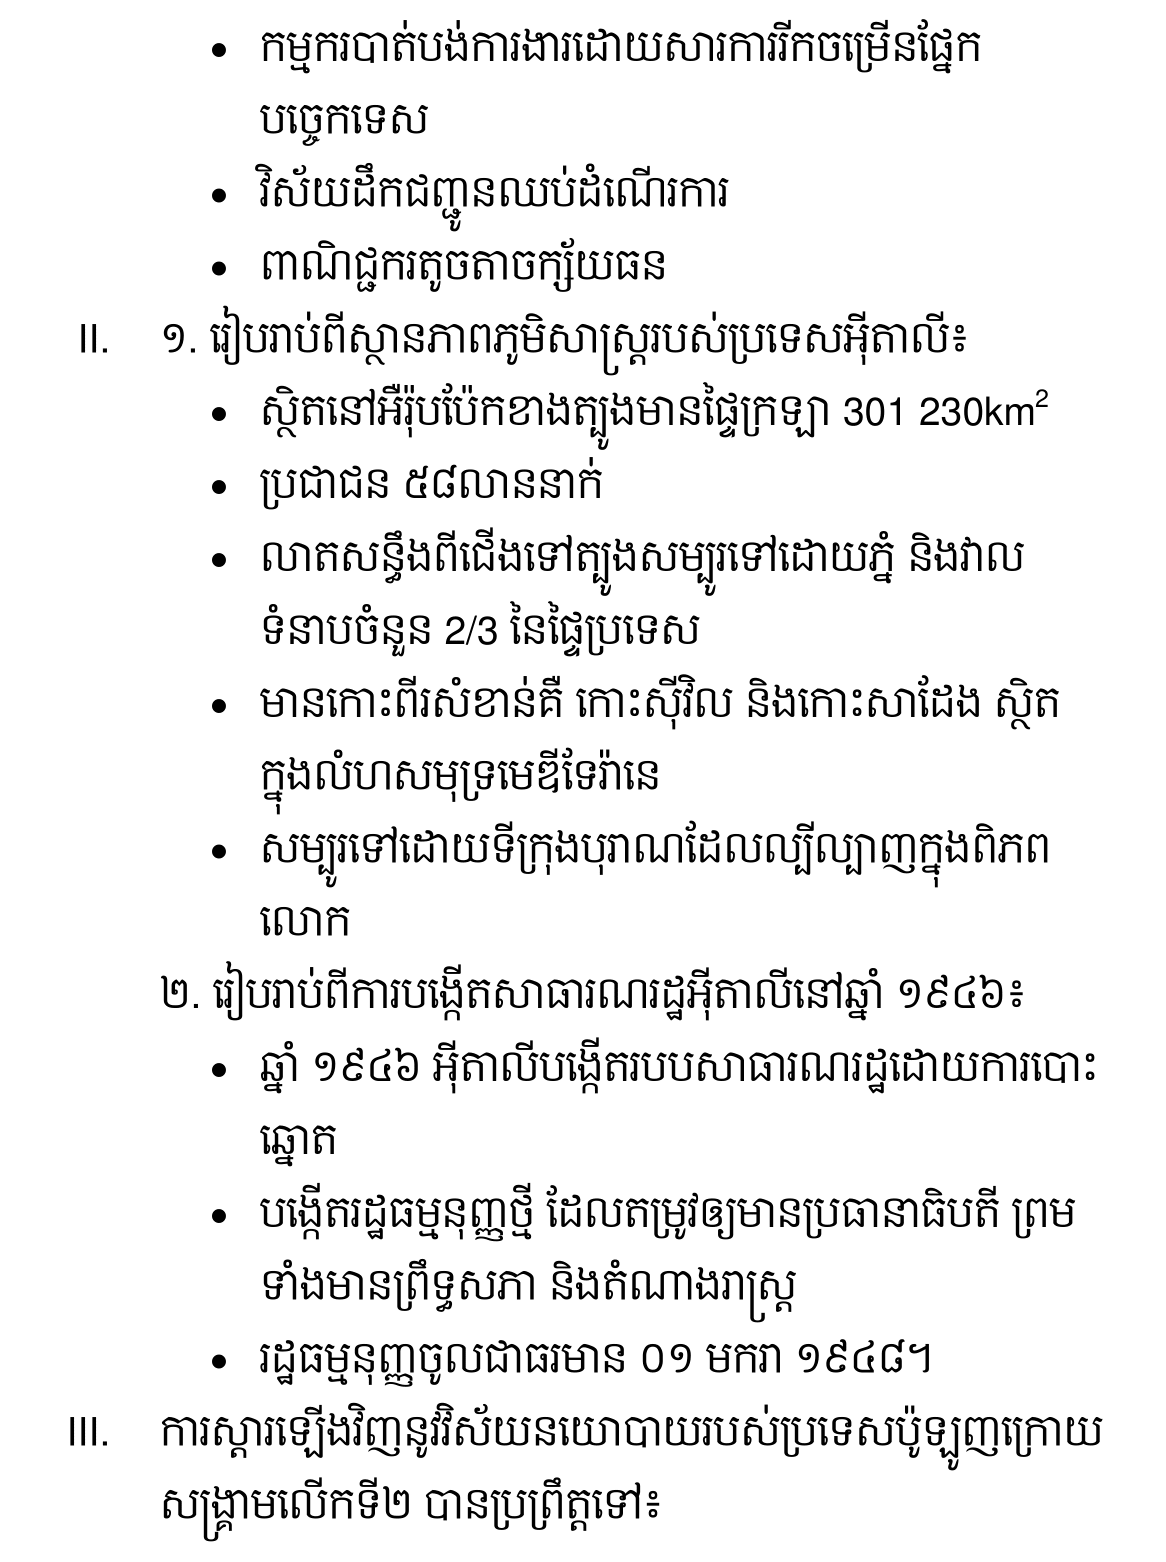 • កម្មករបាត់បង់ការងារដោយសារការរីកចម្រើនផ្នែក
បច្ចេកទេស
• វិស័យដឹកជញ្ជូនឈប់ដំណើរការ
• ពាណិជ្ជករតូចតាចក្ស័យធន
II. ១. រៀបរាប់ពីស្ថានភាពភូមិសាស្ត្ររបស់ប្រទេសអ៊ីតាលី៖
• ស្ថិតនៅអឺរ៉ុបប៉ែកខាងត្បូងមានផ្ទៃក្រឡា 301 230km²
• ប្រជាជន ៥៨លាននាក់
• លាតសន្ធឹងពីជើងទៅត្បូងសម្បូរទៅដោយភ្នំ និងវាល
ទំនាបចំនួន 2/3 នៃផ្ទៃប្រទេស
• មានកោះពីរសំខាន់គឺ កោះស៊ីវិល និងកោះសាដែង ស្ថិត
ក្នុងលំហសមុទ្រមេឌីទែរ៉ានេ
• សម្បូរទៅដោយទីក្រុងបុរាណដែលល្បីល្បាញក្នុងពិភព
លោក
២. រៀបរាប់ពីការបង្កើតសាធារណរដ្ឋអ៊ីតាលីនៅឆ្នាំ ១៩៤៦៖
• ឆ្នាំ ១៩៤៦ អ៊ីតាលីបង្កើតរបបសាធារណរដ្ឋដោយការបោះ
ឆ្នោត
• បង្កើតរដ្ឋធម្មនុញ្ញថ្មី ដែលតម្រូវឲ្យមានប្រធានាធិបតី ព្រម
ទាំងមានព្រឹទ្ធសភា និងតំណាងរាស្ត្រ
• រដ្ឋធម្មនុញ្ញចូលជាធរមាន ០១ មករា ១៩៤៨។
III. ការស្តារឡើងវិញនូវវិស័យនយោបាយរបស់ប្រទេសប៉ូឡូញក្រោយ
សង្គ្រាមលើកទី២ បានប្រព្រឹត្តទៅ៖